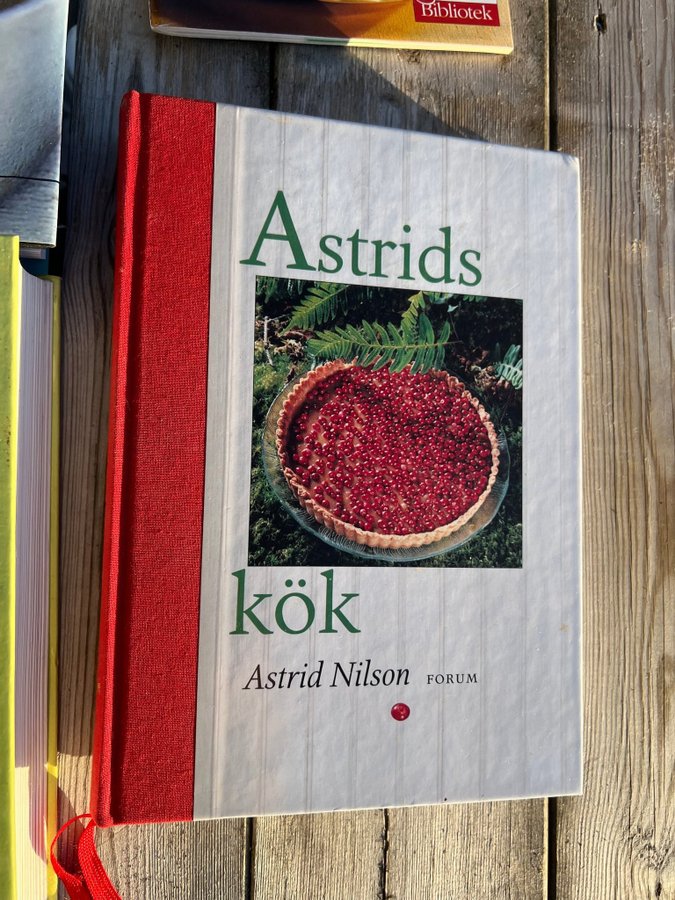 Bibliotek
Astrids
kök
Astrid Nilson FORUM